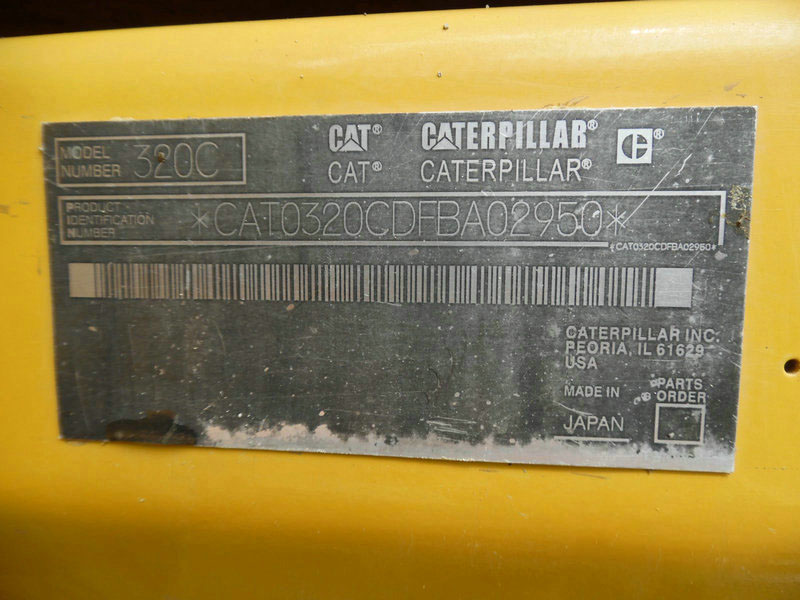 MODEL NUMBER 320C
CAT® CATERPILLAR® ®
CAT® CATERPILLAR®
PRODUCT IDENTIFICATION NUMBER *CAT0320CDFBA02950*
*CAT0320CDFBA02950*
CATERPILLAR INC.
PEORIA, IL 61629
USA
MADE IN JAPAN
PARTS ORDER